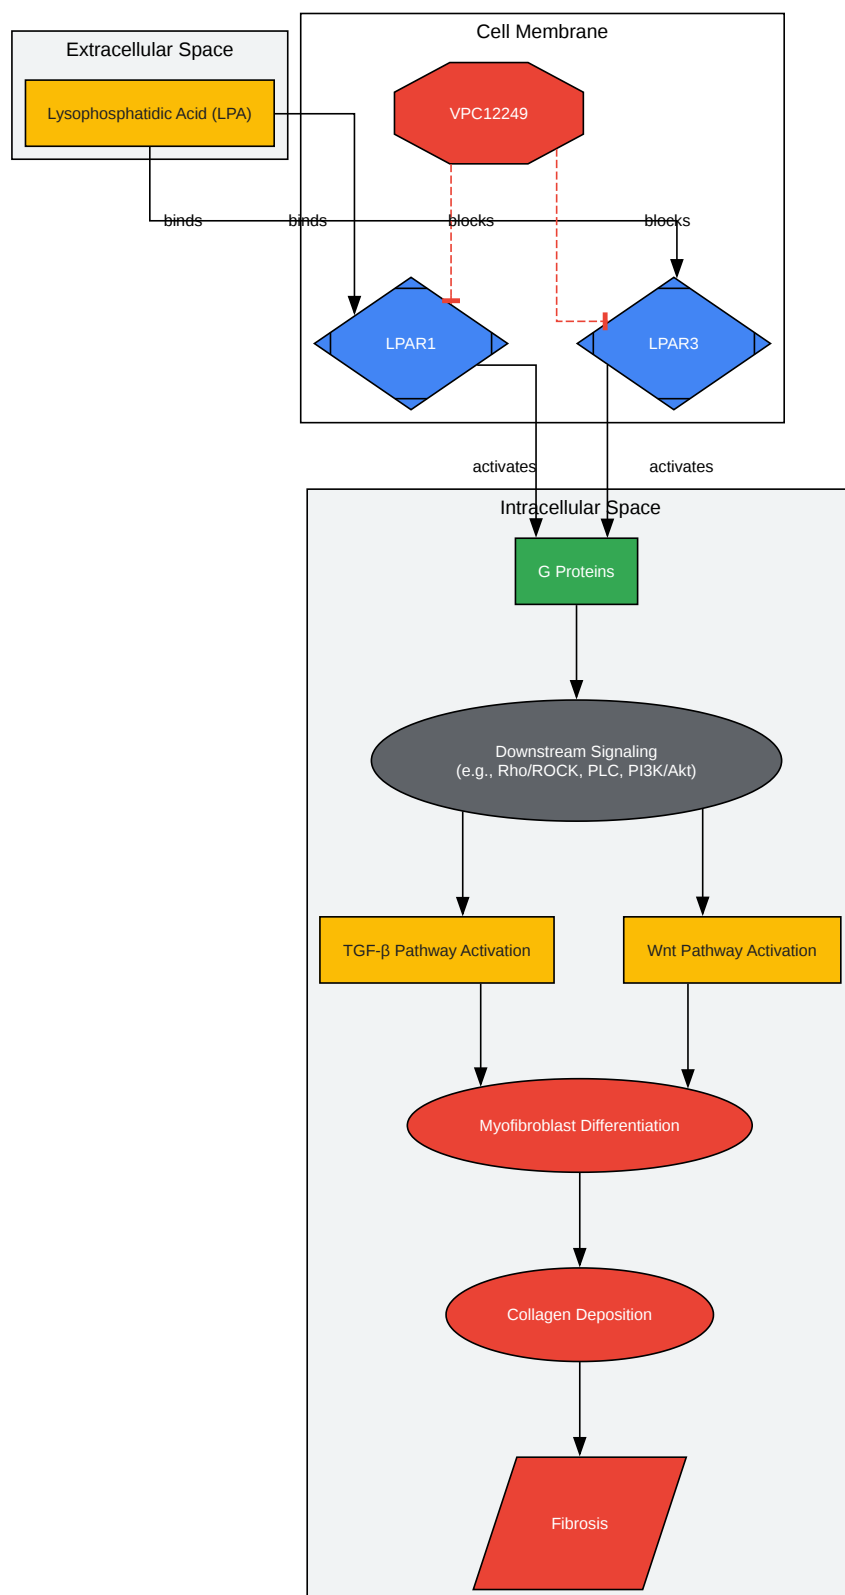 Cell Membrane
Extracellular Space
Lysophosphatidic Acid (LPA)
VPC12249
binds
binds
blocks
blocks
LPAR1
LPAR3
activates
activates
Intracellular Space
G Proteins
Downstream Signaling
(e.g., Rho/ROCK, PLC, PI3K/Akt)
TGF-β Pathway Activation
Wnt Pathway Activation
Myofibroblast Differentiation
Collagen Deposition
Fibrosis